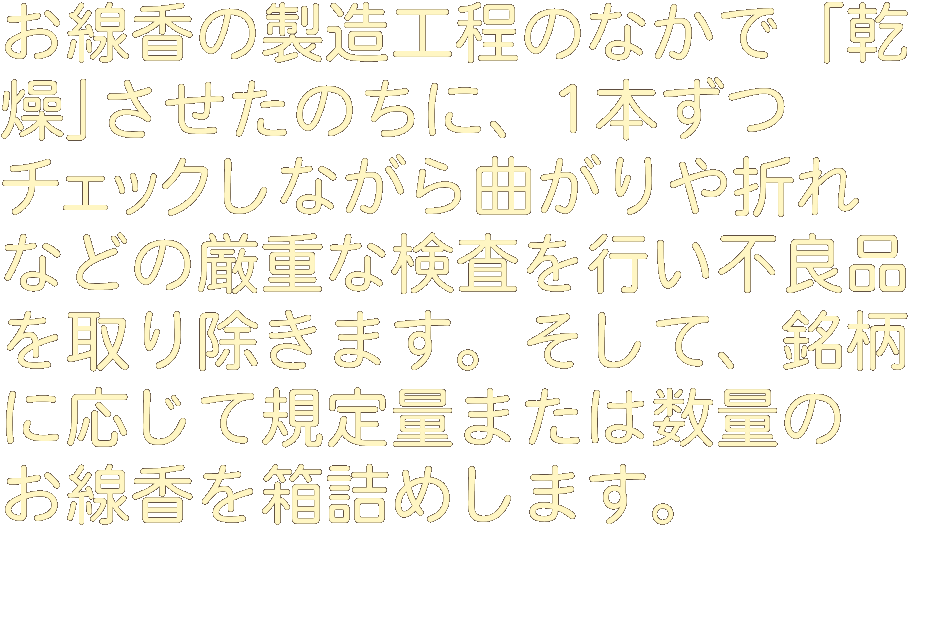 お線香の製造工程のなかで「乾
燥」させたのちに、1本ずつ
チェックしながら曲がりや折れ
などの厳重な検査を行い不良品
を取り除きます。そして、銘柄
に応じて規定量または数量の
お線香を箱詰めします。